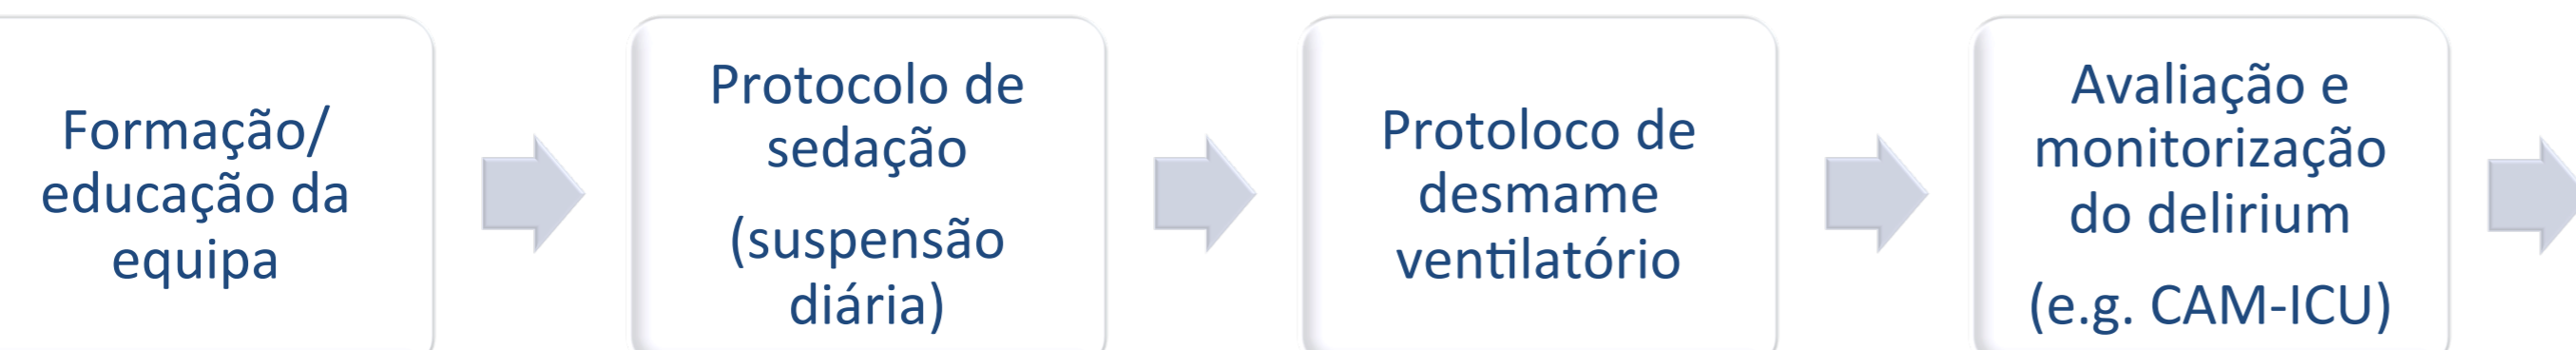 Formação/
educação da
equipa
Protocolo de
sedação
(suspensão
diária)
Protoloco de
desmame
ventilatório
Avaliação e
monitorização
do delirium
(e.g. CAM-ICU)